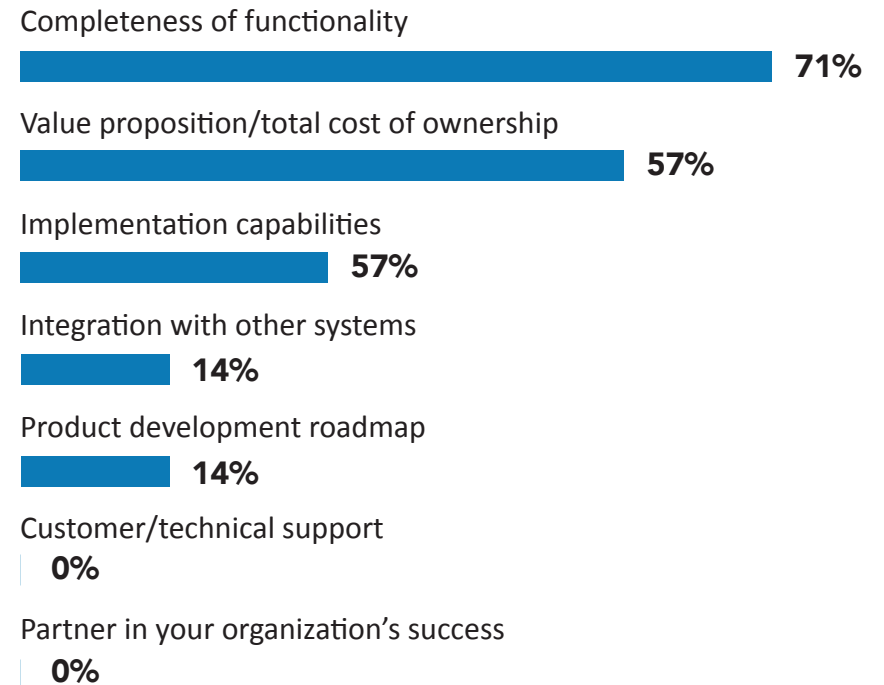 Completeness of functionality
71%
Value proposition/total cost of ownership
57%
Implementation capabilities
57%
Integration with other systems
14%
Product development roadmap
14%
Customer/technical support
0%
Partner in your organization’s success
0%